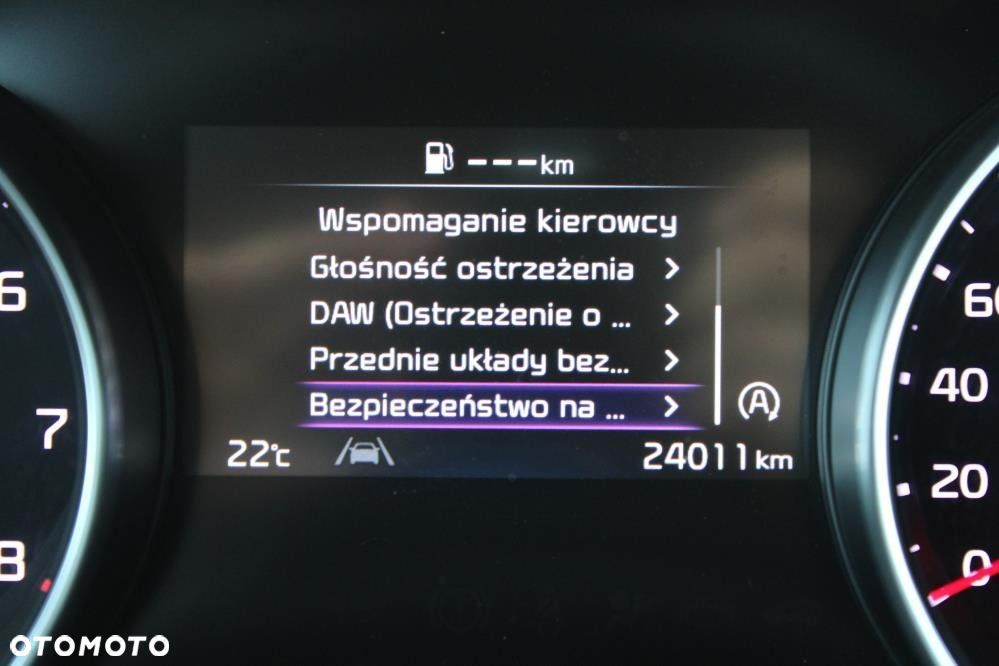 ---km
Wspomaganie kierowcy
Głośność ostrzeżenia >
DAW (Ostrzeżenie o ... >
Przednie układy bez... >
Bezpieczeństwo na ... >
A
22°C
24011 km
6
7
8
60
40
20
0
OTOMOTO